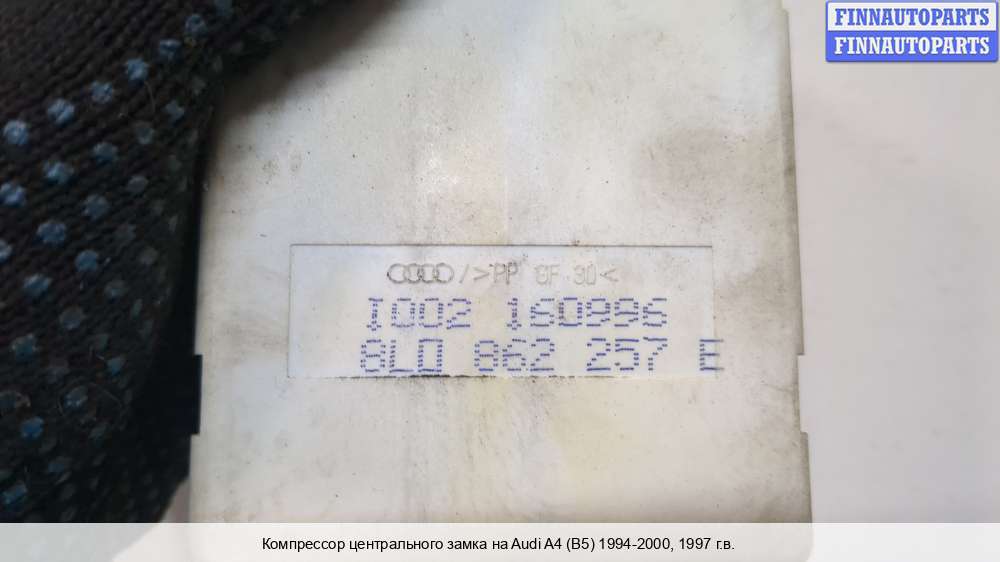 FINNAUTOPARTS
FINNAUTOPARTS
/>PP GF 30<
I002 160996
8L0 862 257 E
Компрессор центрального замка на Audi A4 (B5) 1994-2000, 1997 г.в.